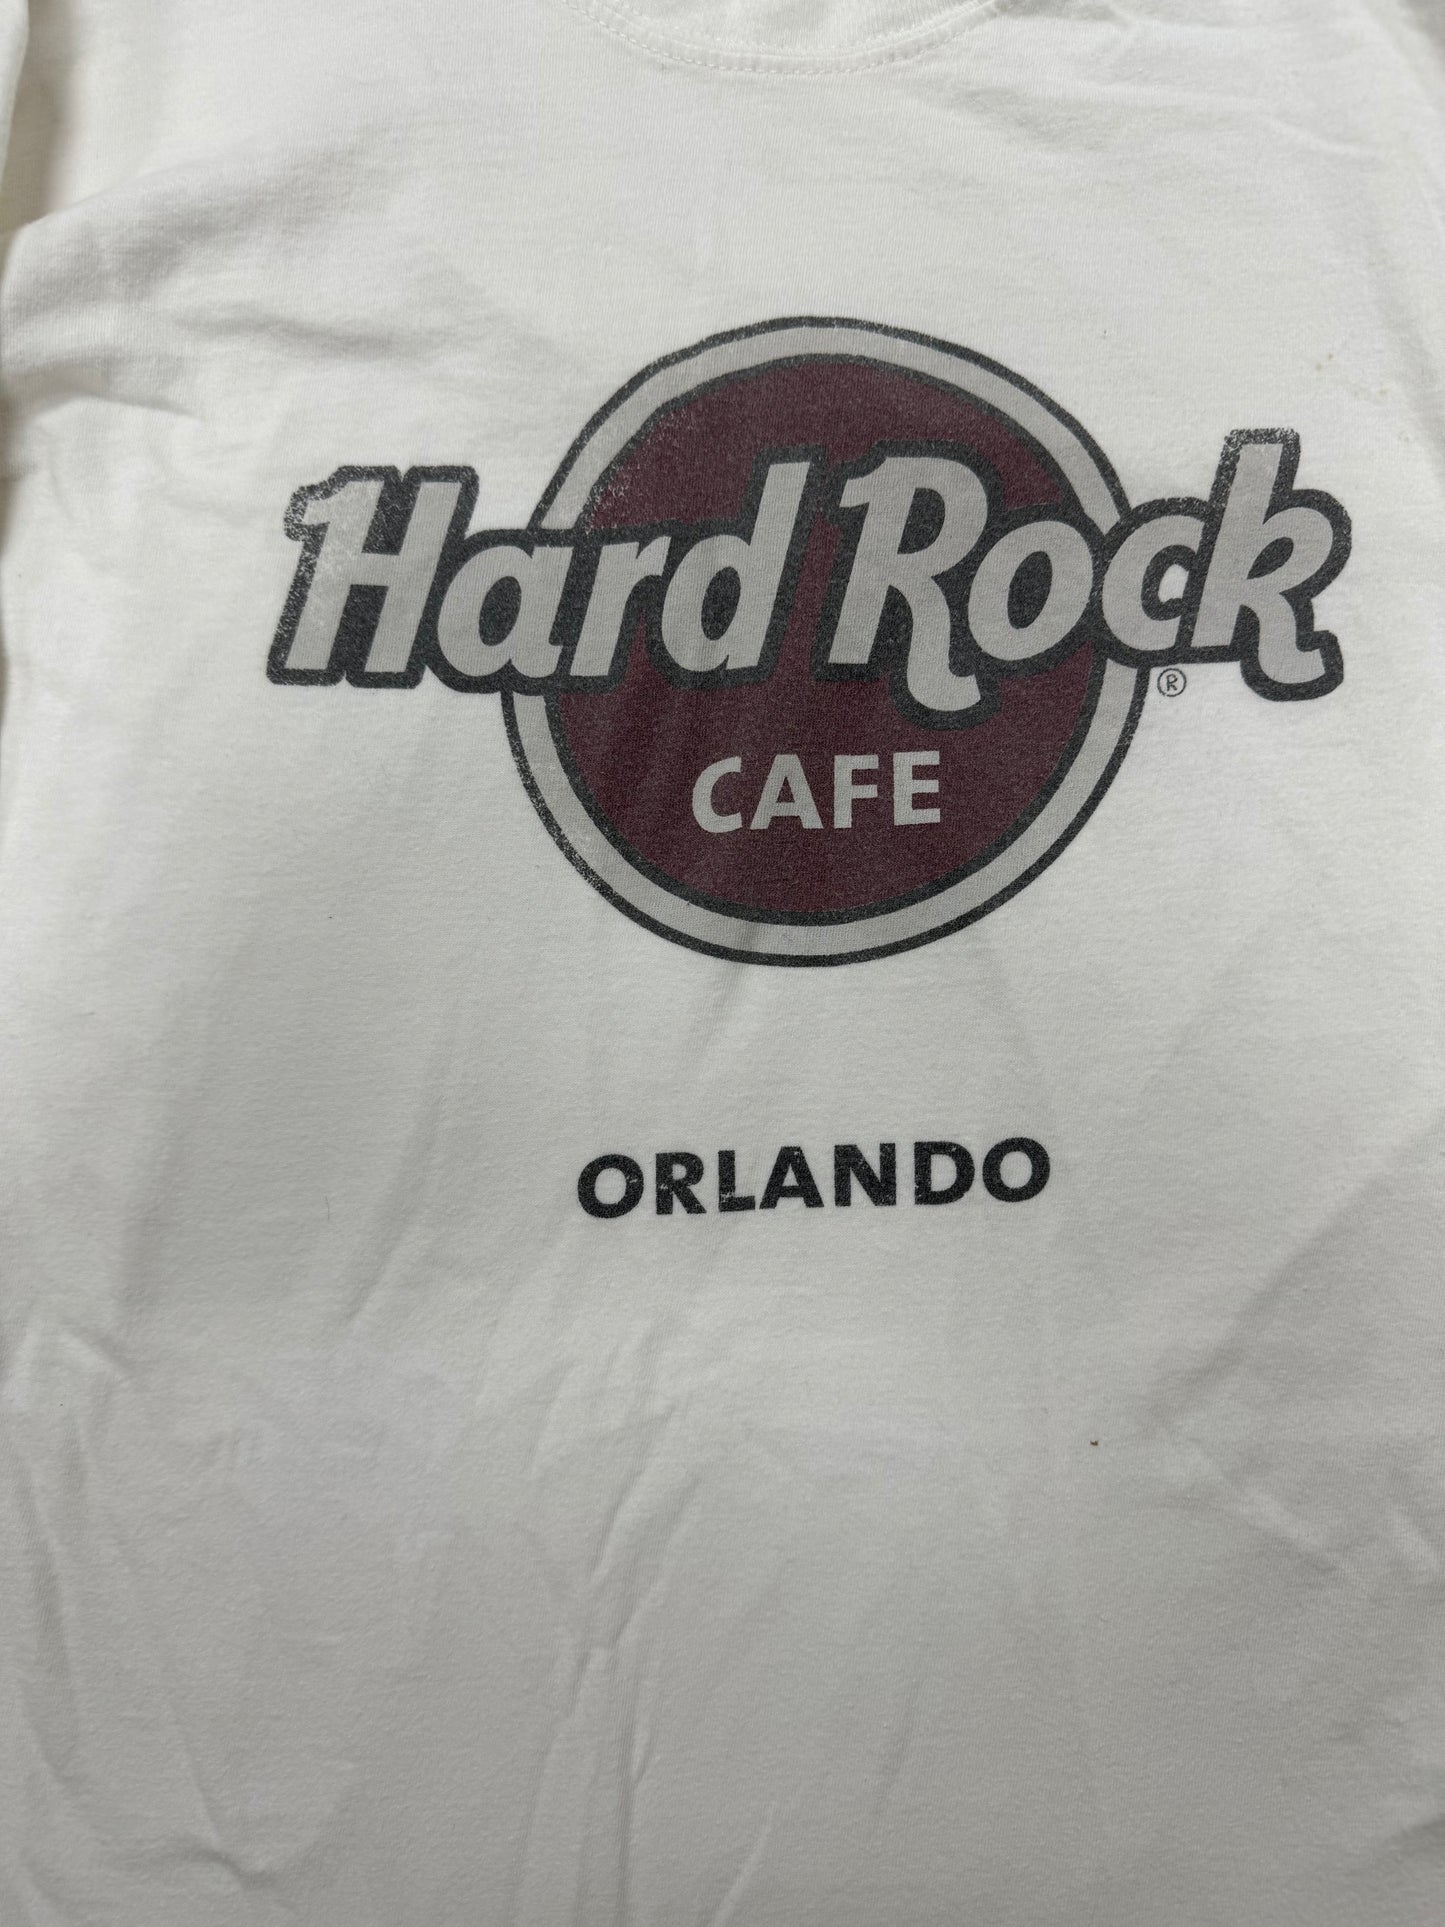 Hard Rock
®
CAFE
ORLANDO